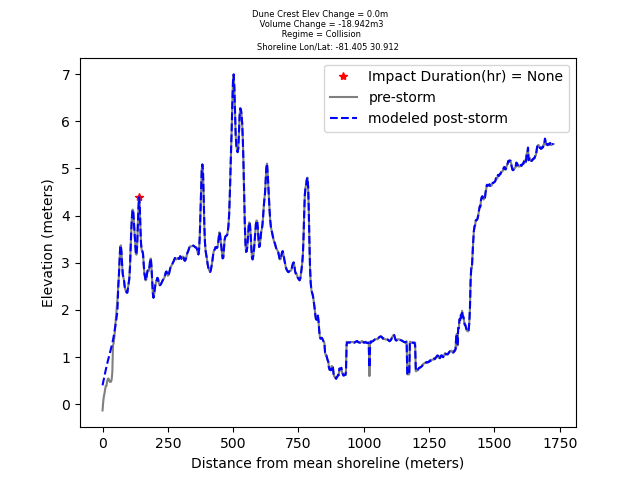 Dune Crest Elev Change = 0.0m
Volume Change = -18.942m3
Regime = Collision
Shoreline Lon/Lat: -81.405 30.912
Impact Duration(hr) = None
pre-storm
modeled post-storm
Elevation (meters)
7
6
5
4
3
2
1
0
0 250 500 750 1000 1250 1500 1750
Distance from mean shoreline (meters)